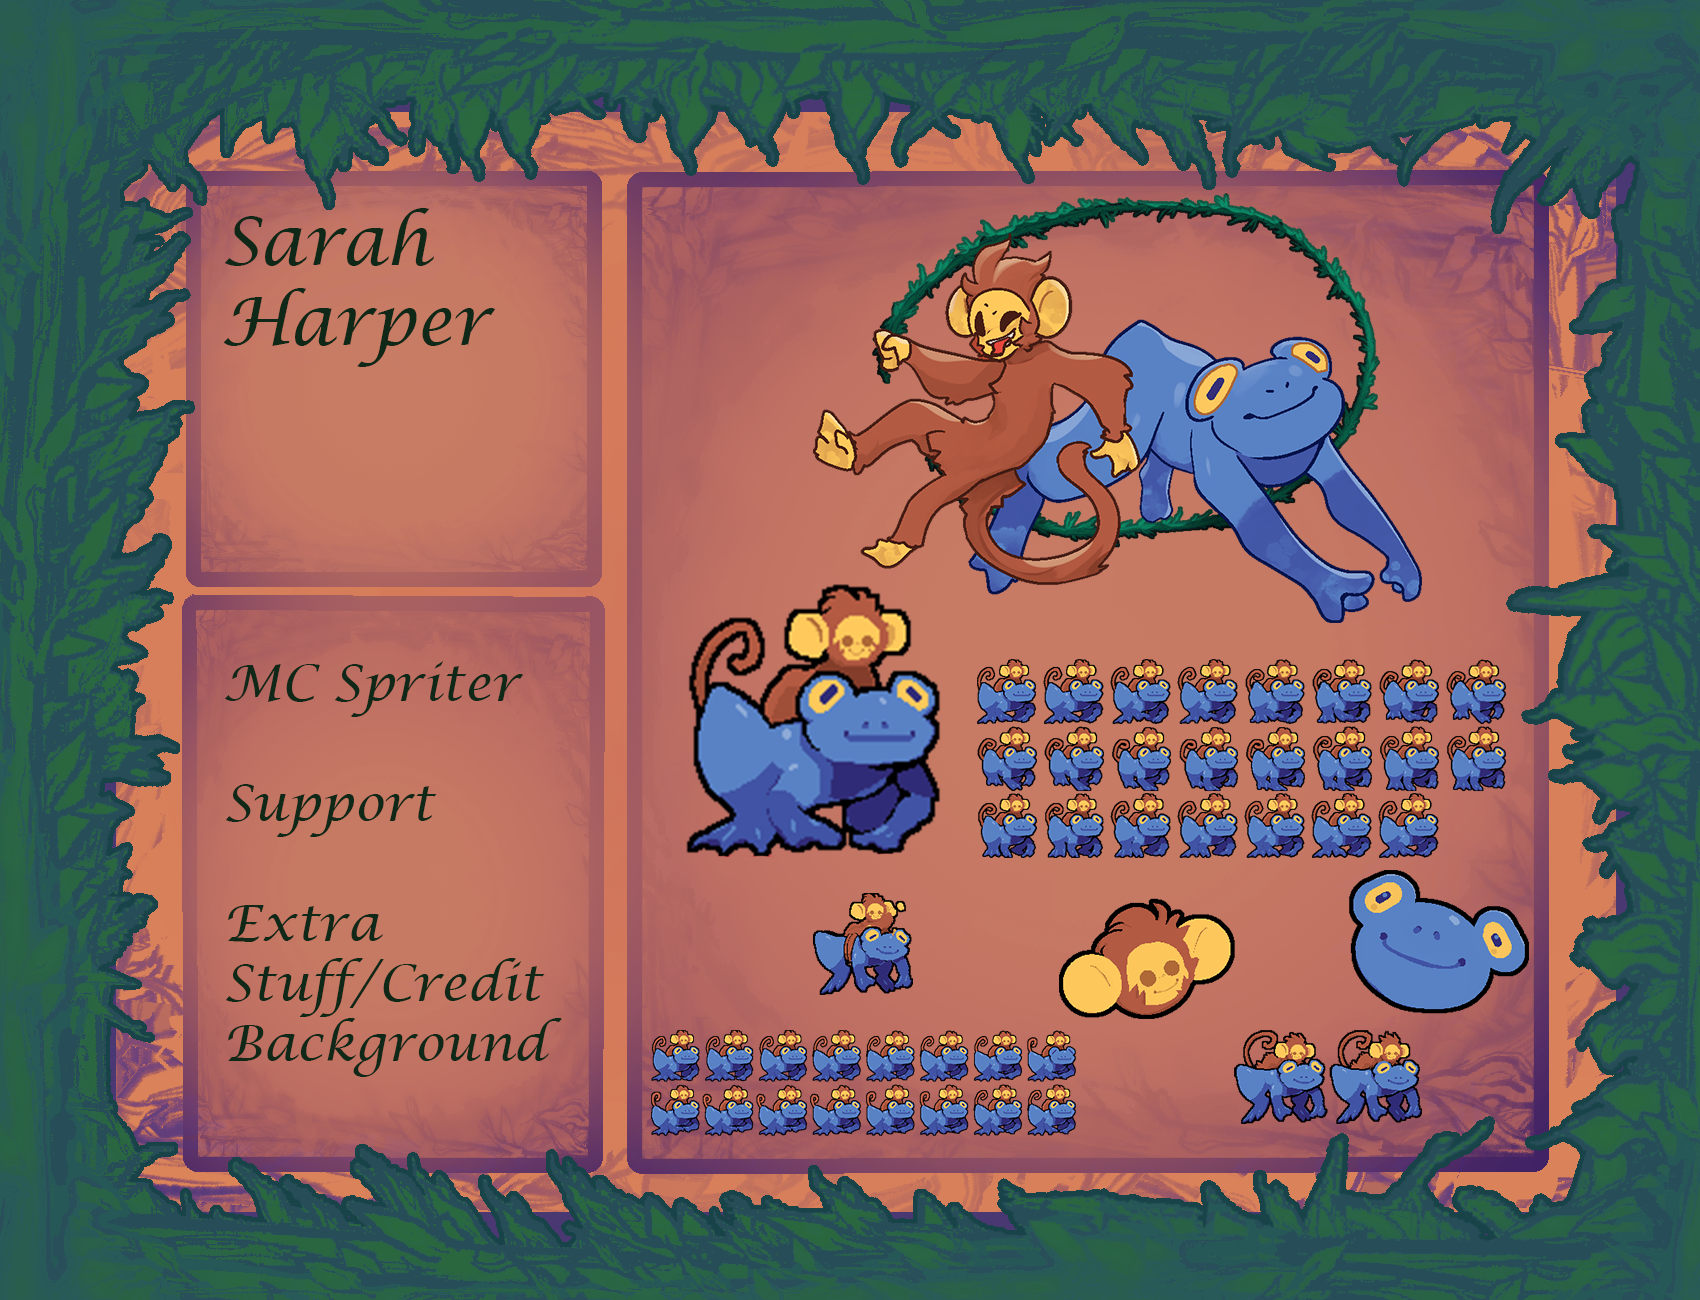 Sarah
Harper
MC Spriter
Support
Extra
Stuff/Credit
Background